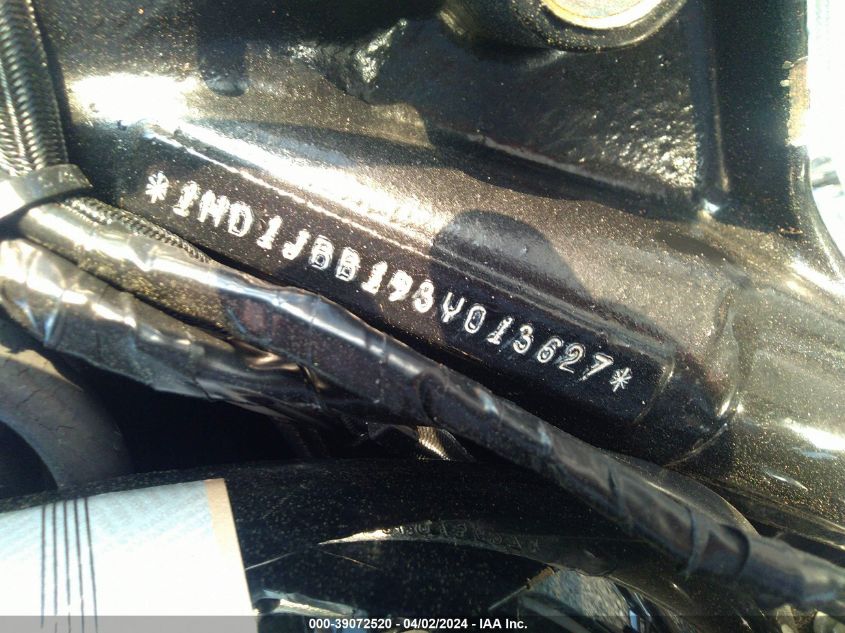 *1HD1JBB193Y013627*
000-39072520 - 04/02/2024 - IAA Inc.